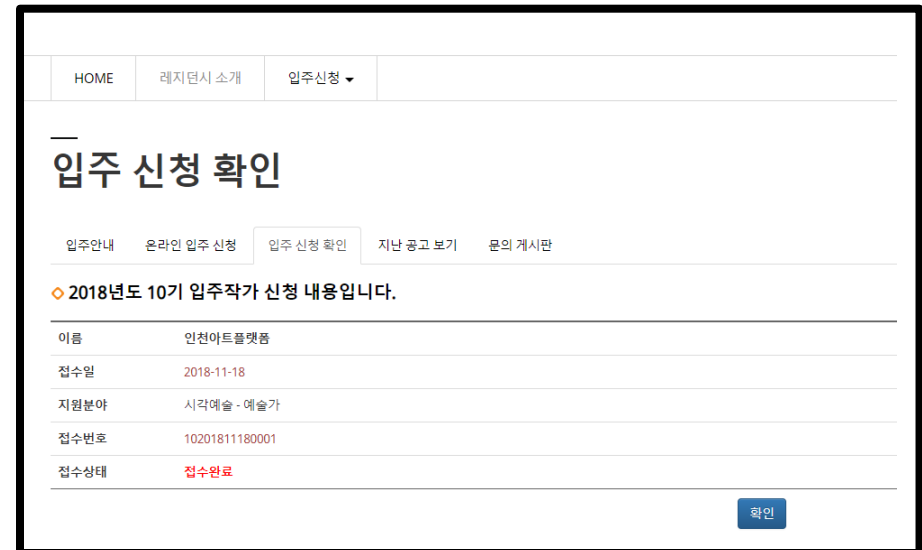 HOME 레지던시 소개 입주신청
입주 신청 확인
입주안내 온라인 입주 신청 입주 신청 확인 지난 공고 보기 문의 게시판
2018년도 10기 입주작가 신청 내용입니다.
이름 인천아트플랫폼
접수일 2018-11-18
지원분야 시각예술 - 예술가
접수번호 10201811180001
접수상태 접수완료
확인